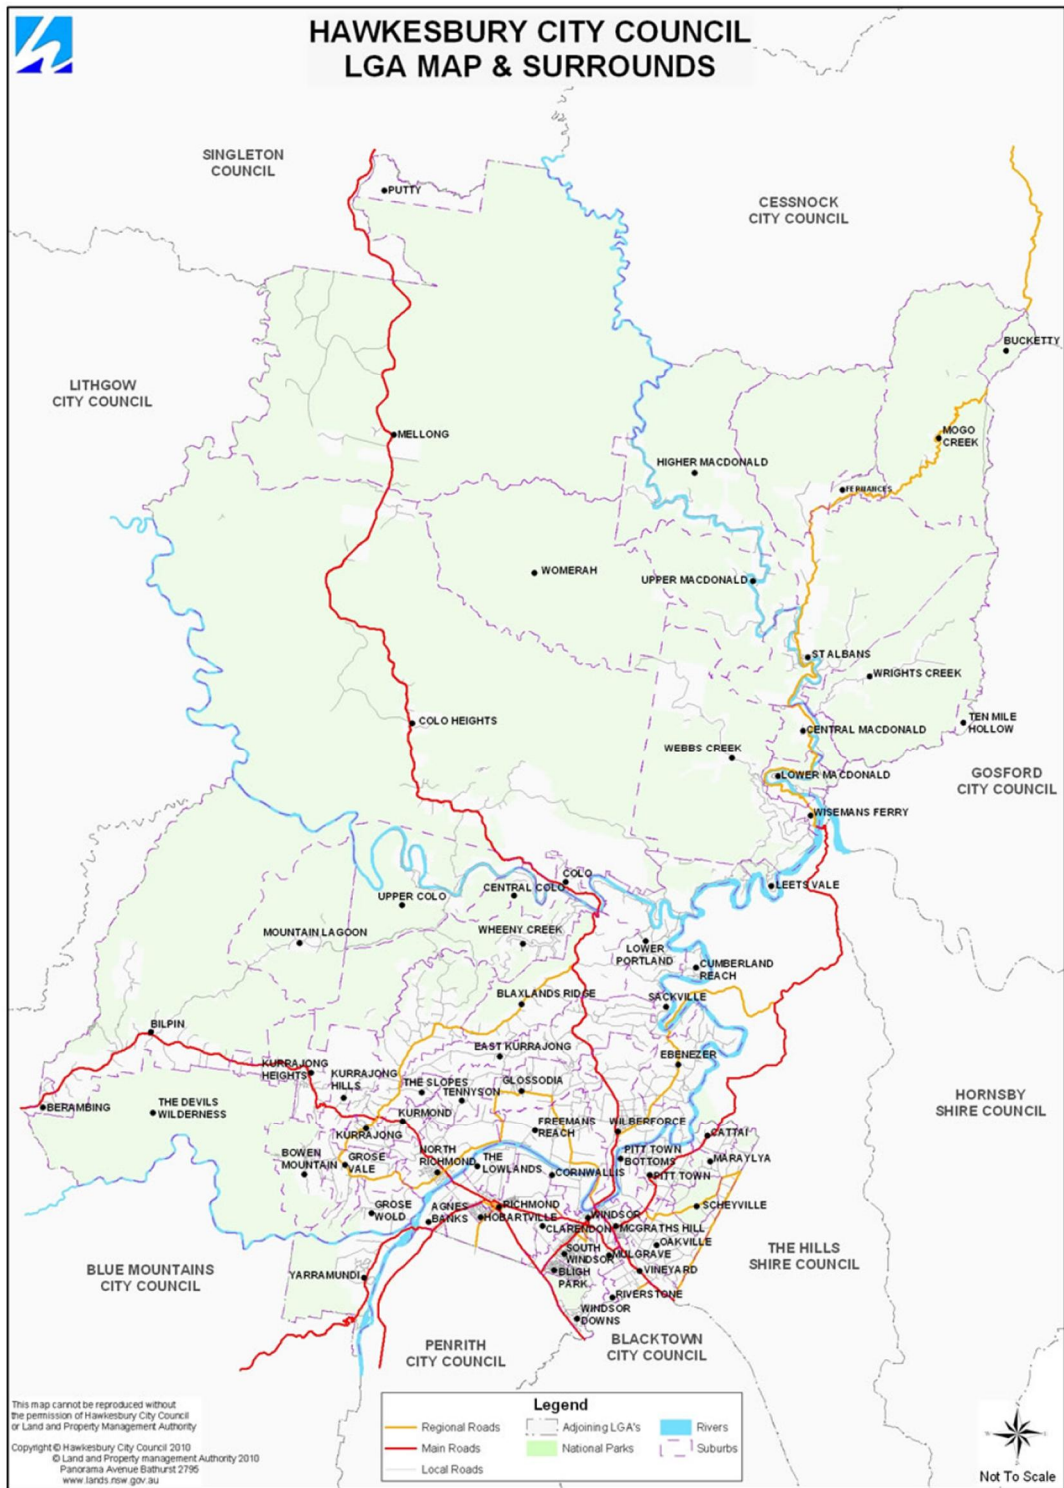 HAWKESBURY CITY COUNCIL
LGA MAP & SURROUNDS
SINGLETON
COUNCIL
PUTTY
CESSNOCK
CITY COUNCIL
BUCKETTY
LITHGOW
CITY COUNCIL
MELLONG
MOGO
CREEK
HIGHER MACDONALD
FERNANCES
WOMERAH
UPPER MACDONALD
ST ALBANS
WRIGHTS CREEK
COLO HEIGHTS
TEN MILE
HOLLOW
CENTRAL MACDONALD
WEBBS CREEK
LOWER MACDONALD
GOSFORD
CITY COUNCIL
WISEMANS FERRY
COLO
CENTRAL COLO
LEETS VALE
UPPER COLO
MOUNTAIN LAGOON
WHEENY CREEK
LOWER
PORTLAND
CUMBERLAND
REACH
BLAXLANDS RIDGE
SACKVILLE
BILPIN
EAST KURRAJONG
EBENEZER
KURRAJONG
HEIGHTS
KURRAJONG
HILLS
THE SLOPES
TENNYSON
GLOSSODIA
HORNSBY
SHIRE COUNCIL
BERAMBING
THE DEVILS
WILDERNESS
KURMOND
FREEMANS
REACH
WILBERFORCE
KURRAJONG
CATTAI
BOWEN
MOUNTAIN
GROSE
VALE
NORTH
RICHMOND
THE
LOWLANDS
CORNWALLIS
PITT TOWN
BOTTOMS
MARAYLYA
PITT TOWN
GROSE
WOLD
AGNES
BANKS
RICHMOND
HOBARTVILLE
CLARENDON
WINDSOR
MCGRATHS HILL
SCHEYVILLE
OAKVILLE
SOUTH
WINDSOR
MULGRAVE
THE HILLS
SHIRE COUNCIL
BLUE MOUNTAINS
CITY COUNCIL
YARRAMUNDI
BLIGH
PARK
VINEYARD
RIVERSTONE
WINDSOR
DOWNS
PENRITH
CITY COUNCIL
BLACKTOWN
CITY COUNCIL
This map cannot be reproduced without
the permission of Hawkesbury City Council
or Land and Property Management Authority
Copyright © Hawkesbury City Council 2010
© Land and Property management Authority 2010
Panorama Avenue Bathurst 2795
www.lands.nsw.gov.au
Legend
Regional Roads
Adjoining LGA's
Rivers
Main Roads
National Parks
Suburbs
Local Roads
Not To Scale